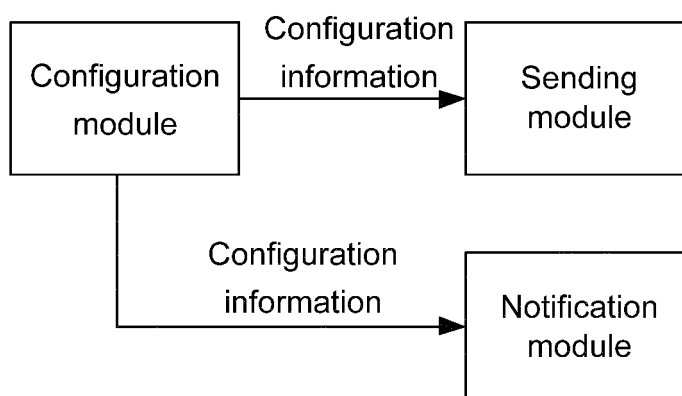 Configuration
module
Configuration
information
Sending
module
Configuration
information
Notification
module